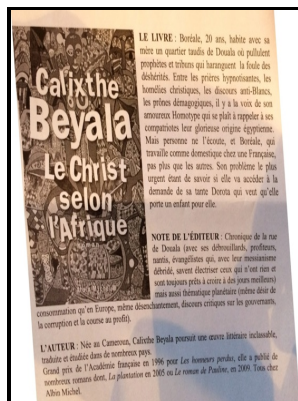 Calixthe
Beyala
Le Christ
selon
l'Afrique
LE LIVRE : Boréale, 20 ans, habite avec sa
mère un quartier taudis de Douala où pullulent
prophètes et tribuns qui haranguent la foule des
déshérités. Entre les prières hypnotisantes, les
homélies christiques, les discours anti-Blancs,
les prônes démagogiques, il y a la voix de son
amoureux Homotype qui se plaît à rappeler à ses
compatriotes leur glorieuse origine égyptienne.
Mais personne ne l'écoute, et Boréale, qui
travaille comme domestique chez une Française,
pas plus que les autres. Son problème le plus
urgent étant de savoir si elle va accéder à la
demande de sa tante Dorota qui veut qu'elle
porte un enfant pour elle.
NOTE DE L'ÉDITEUR : Chronique de la rue
de Douala (avec ses débrouillards, profiteurs,
nantis, évangélistes qui, avec leur messianisme
débridé, savent électriser ceux qui n'ont rien et
sont toujours prêts à croire à des jours meilleurs)
mais aussi thématique planétaire (même désir de
consommation qu'en Europe, même désenchantement, discours critiques sur les gouvernants,
la corruption et la course au profit).
L'AUTEUR : Née au Cameroun, Calixthe Beyala poursuit une œuvre littéraire inclassable,
traduite et étudiée dans de nombreux pays.
Grand prix de l'Académie française en 1996 pour Les honneurs perdus, elle a publié de
nombreux romans dont, La plantation en 2005 ou Le roman de Pauline, en 2009. Tous chez
Albin Michel.